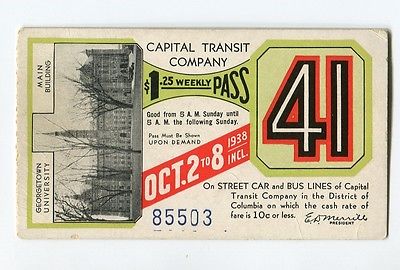 CAPITAL TRANSIT
COMPANY
$1.25 WEEKLY PASS
Good from 5 A.M. Sunday until
5 A.M. the following Sunday.
Pass Must Be Shown
UPON DEMAND
OCT. 2 TO 8 1938 INCL.
41
MAIN
BUILDING
GEORGETOWN
UNIVERSITY
85503
On STREET CAR and BUS LINES of Capital
Transit Company in the District of
Columbia on which the cash rate of
fare is 10c or less.
E.D. Merrill
PRESIDENT